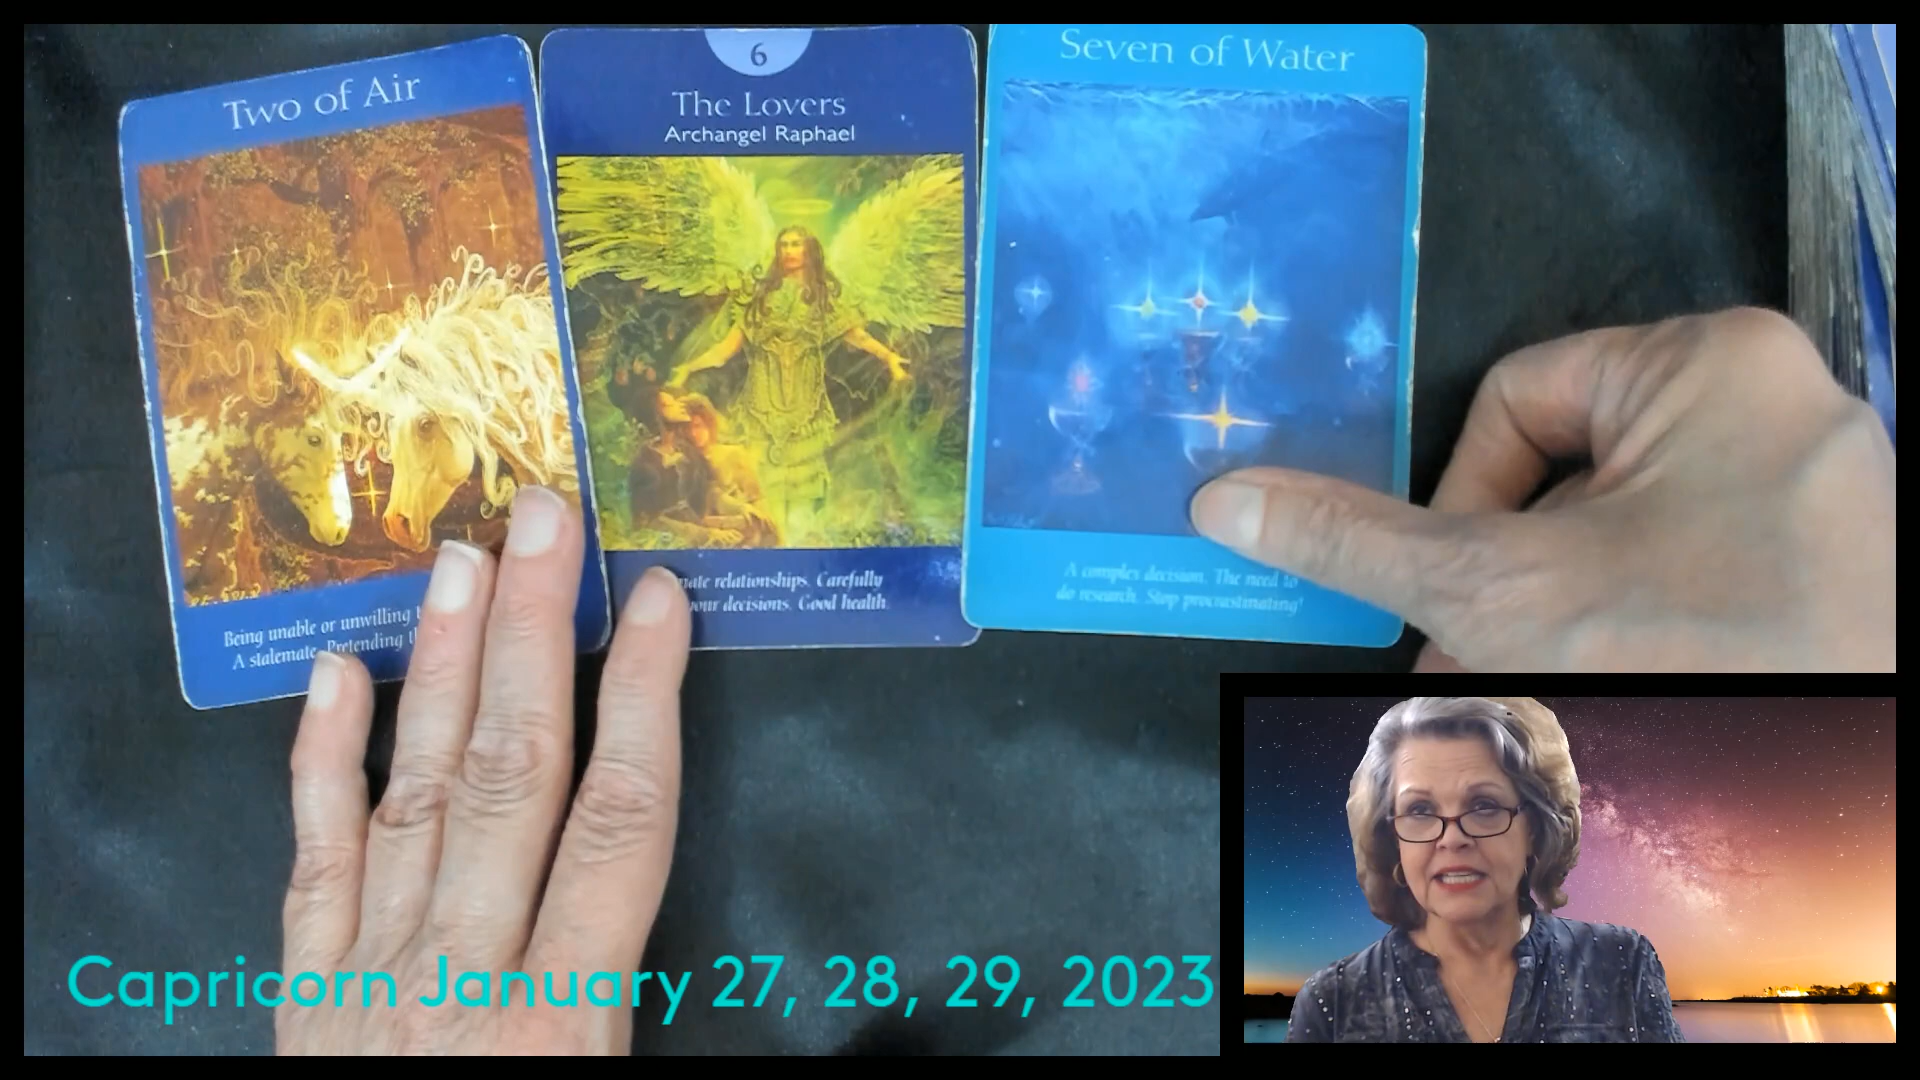 Two of Air
Being unable or unwilling
A stalemate. Pretending
6
The Lovers
Archangel Raphael
relationships. Carefully
your decisions. Good health.
Seven of Water
A complex decision. The need to
do research. Stop procrastinating!
Capricorn January 27, 28, 29, 2023